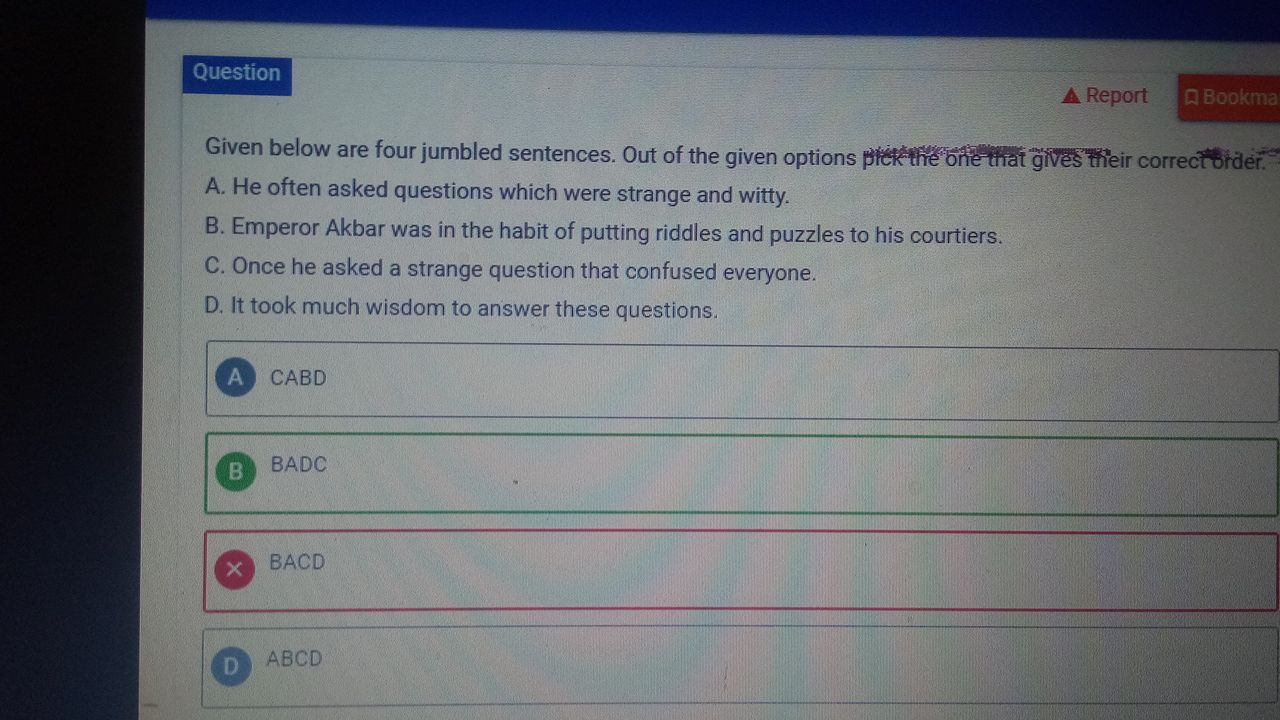 Question
Report
Bookma
Given below are four jumbled sentences. Out of the given options pick the one that gives their correct order.
A. He often asked questions which were strange and witty.
B. Emperor Akbar was in the habit of putting riddles and puzzles to his courtiers.
C. Once he asked a strange question that confused everyone.
D. It took much wisdom to answer these questions.
A CABD
B BADC
BACD
D ABCD